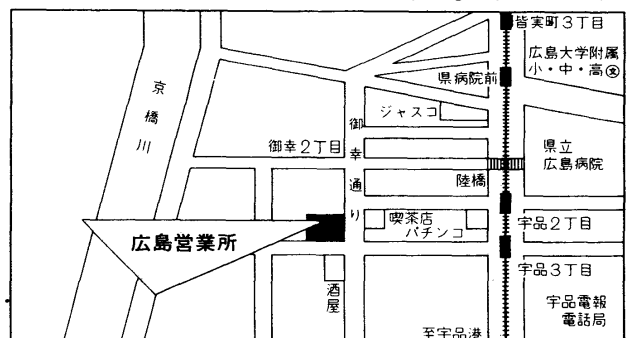 皆実町3丁目
広島大学附属
小・中・高㊛
県病院前
京橋川
ジャスコ
御幸通り
御幸2丁目
県立
広島病院
陸橋
喫茶店
パチンコ
宇品2丁目
広島営業所
宇品3丁目
酒屋
宇品電報
電話局
至宇品港